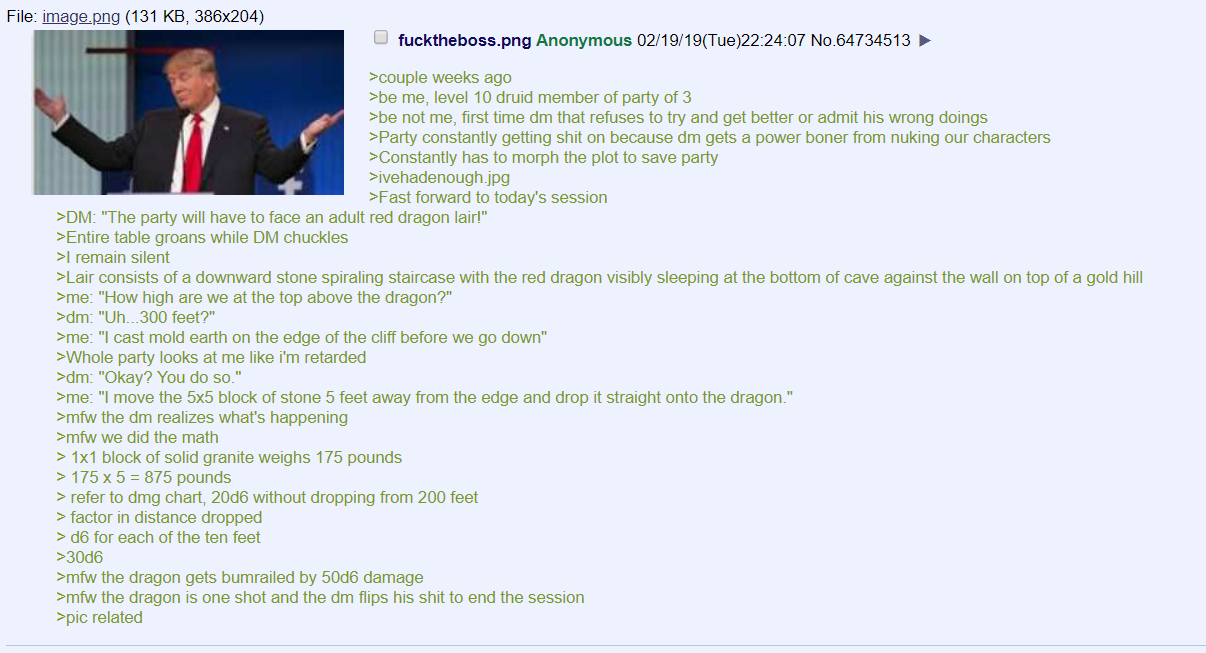 File: image.png (131 KB, 386x204)
fucktheboss.png Anonymous 02/19/19(Tue)22:24:07 No.64734513 ▶
>couple weeks ago
>be me, level 10 druid member of party of 3
>be not me, first time dm that refuses to try and get better or admit his wrong doings
>Party constantly getting shit on because dm gets a power boner from nuking our characters
>Constantly has to morph the plot to save party
>ivehadenough.jpg
>Fast forward to today's session
>DM: "The party will have to face an adult red dragon lair!"
>Entire table groans while DM chuckles
>I remain silent
>Lair consists of a downward stone spiraling staircase with the red dragon visibly sleeping at the bottom of cave against the wall on top of a gold hill
>me: "How high are we at the top above the dragon?"
>dm: "Uh...300 feet?"
>me: "I cast mold earth on the edge of the cliff before we go down"
>Whole party looks at me like i'm retarded
>dm: "Okay? You do so."
>me: "I move the 5x5 block of stone 5 feet away from the edge and drop it straight onto the dragon."
>mfw the dm realizes what's happening
>mfw we did the math
> 1x1 block of solid granite weighs 175 pounds
> 175 x 5 = 875 pounds
> refer to dmg chart, 20d6 without dropping from 200 feet
> factor in distance dropped
> d6 for each of the ten feet
>30d6
>mfw the dragon gets bumrailed by 50d6 damage
>mfw the dragon is one shot and the dm flips his shit to end the session
>pic related